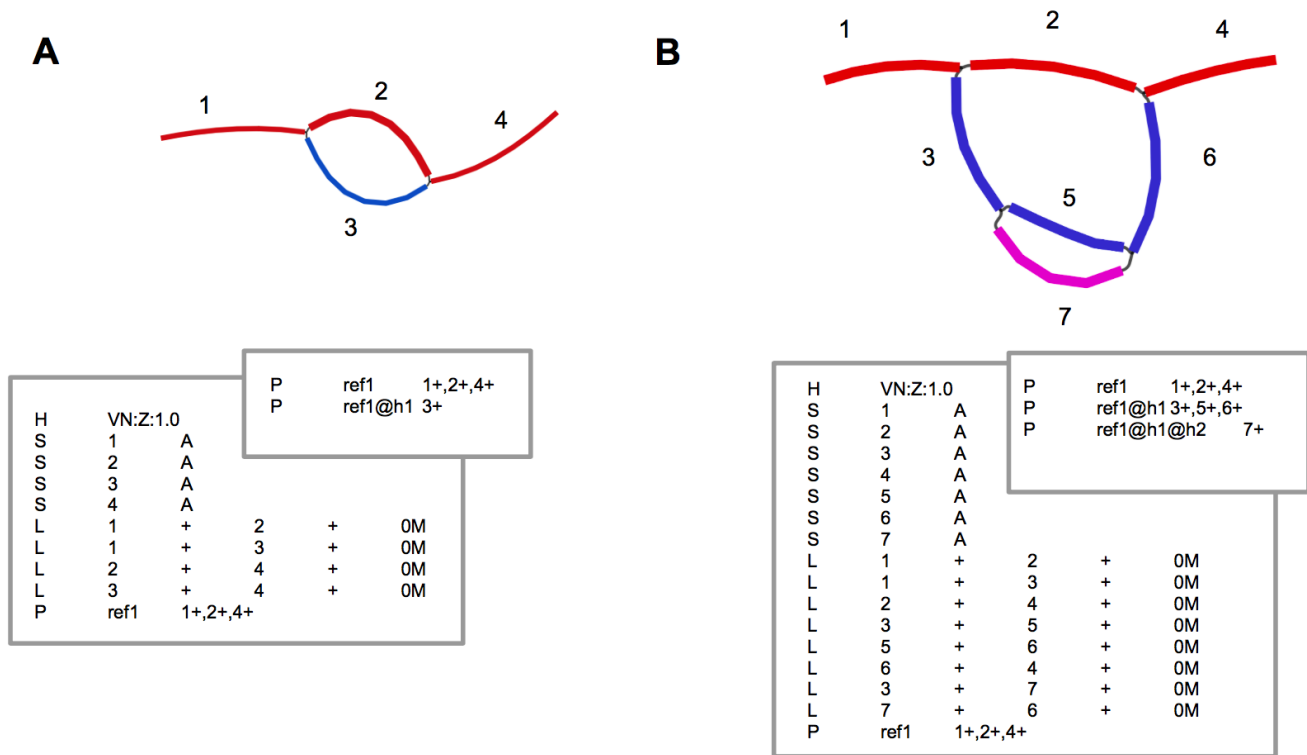 A
1
2
4
3
P ref1 1+,2+,4+
P ref1@h1 3+
H VN:Z:1.0
S 1 A
S 2 A
S 3 A
S 4 A
L 1 + 2 + 0M
L 1 + 3 + 0M
L 2 + 4 + 0M
L 3 + 4 + 0M
P ref1 1+,2+,4+
B
1
2
4
3
6
5
7
P ref1 1+,2+,4+
P ref1@h1 3+,5+,6+
P ref1@h1@h2 7+
H VN:Z:1.0
S 1 A
S 2 A
S 3 A
S 4 A
S 5 A
S 6 A
S 7 A
L 1 + 2 + 0M
L 1 + 3 + 0M
L 2 + 4 + 0M
L 3 + 5 + 0M
L 5 + 6 + 0M
L 6 + 4 + 0M
L 3 + 7 + 0M
L 7 + 6 + 0M
P ref1 1+,2+,4+